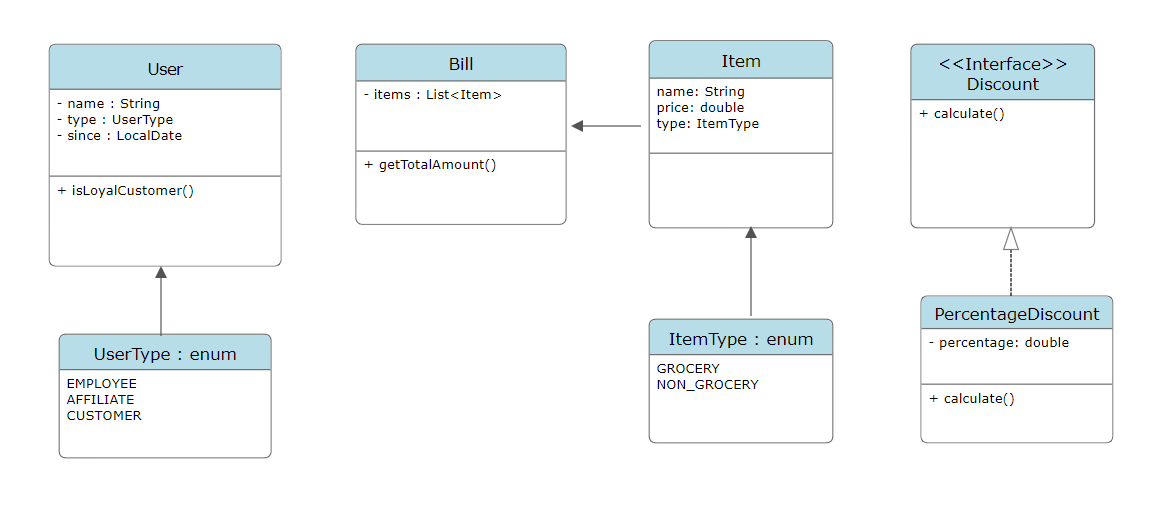 User
- name : String
- type : UserType
- since : LocalDate
+ isLoyalCustomer()
UserType : enum
EMPLOYEE
AFFILIATE
CUSTOMER
Bill
- items : List<Item>
+ getTotalAmount()
Item
name: String
price: double
type: ItemType
ItemType : enum
GROCERY
NON_GROCERY
<<Interface>>
Discount
+ calculate()
PercentageDiscount
- percentage: double
+ calculate()